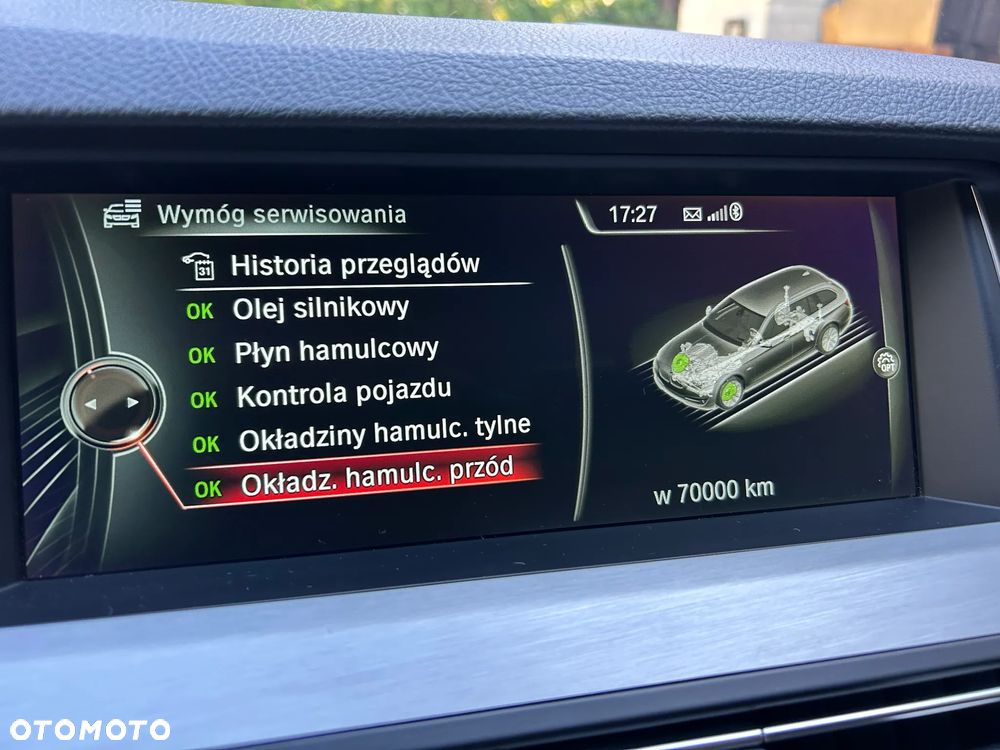 Wymóg serwisowania
17:27
31 Historia przeglądów
OK Olej silnikowy
OK Płyn hamulcowy
OK Kontrola pojazdu
OK Okładziny hamulc. tylne
OK Okładz. hamulc. przód
OPT
w 70000 km
OTOMOTO